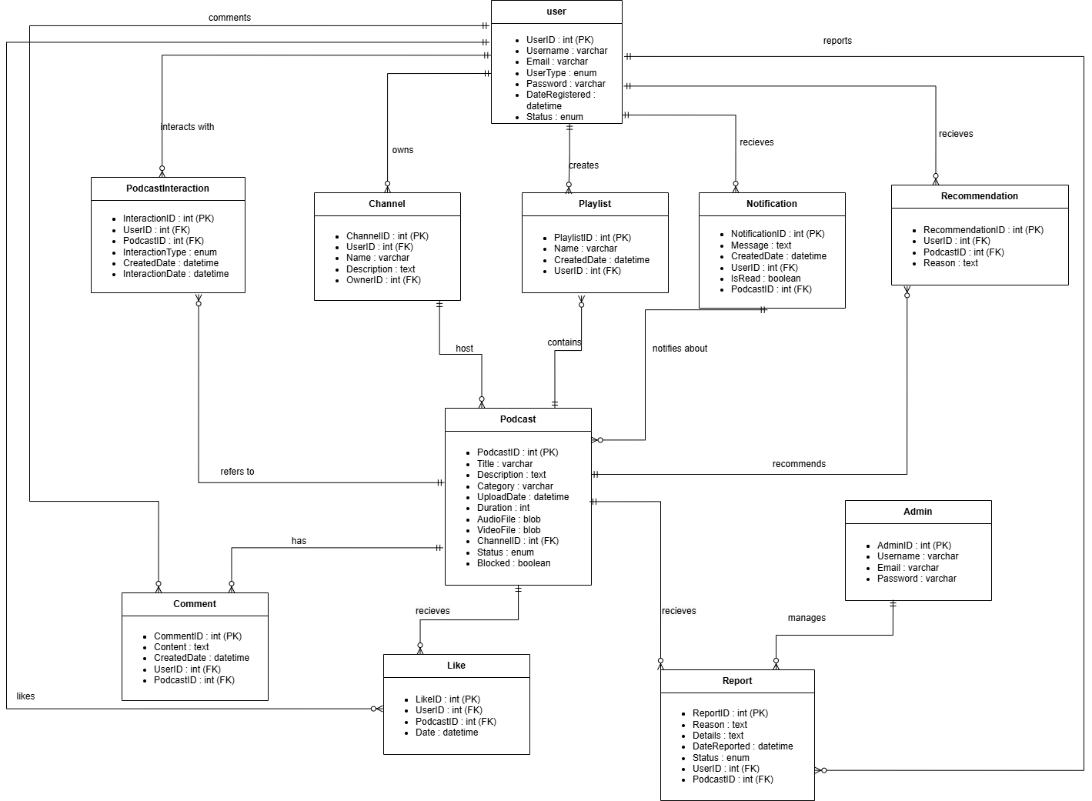 user
UserID : int (PK)
Username : varchar
Email : varchar
UserType : enum
Password : varchar
DateRegistered :
datetime
Status : enum
comments
reports
interacts with
owns
creates
recieves
recieves
PodcastInteraction
InteractionID : int (PK)
UserID : int (FK)
PodcastID : int (FK)
InteractionType : enum
CreatedDate : datetime
InteractionDate : datetime
Channel
ChannelID : int (PK)
UserID : int (FK)
Name : varchar
Description : text
OwnerID : int (FK)
Playlist
PlaylistID : int (PK)
Name : varchar
CreatedDate : datetime
UserID : int (FK)
Notification
NotificationID : int (PK)
Message : text
CreatedDate : datetime
UserID : int (FK)
IsRead : boolean
PodcastID : int (FK)
Recommendation
RecommendationID : int (PK)
UserID : int (FK)
PodcastID : int (FK)
Reason : text
host
contains
notifies about
refers to
recommends
Podcast
PodcastID : int (PK)
Title : varchar
Description : text
Category : varchar
UploadDate : datetime
Duration : int
AudioFile : blob
VideoFile : blob
ChannelID : int (FK)
Status : enum
Blocked : boolean
Admin
AdminID : int (PK)
Username : varchar
Email : varchar
Password : varchar
has
recieves
recieves
manages
Comment
CommentID : int (PK)
Content : text
CreatedDate : datetime
UserID : int (FK)
PodcastID : int (FK)
likes
Like
LikeID : int (PK)
UserID : int (FK)
PodcastID : int (FK)
Date : datetime
Report
ReportID : int (PK)
Reason : text
Details : text
DateReported : datetime
Status : enum
UserID : int (FK)
PodcastID : int (FK)